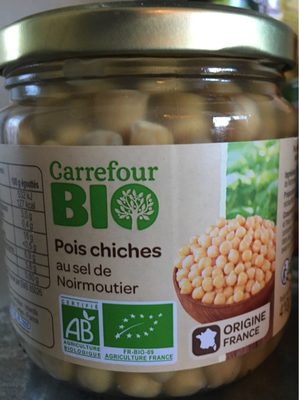 Carrefour
BIO
Pois chiches
au sel de
Noirmoutier
CERTIFIÉ
AB
AGRICULTURE
BIOLOGIQUE
FR-BIO-09
AGRICULTURE FRANCE
ORIGINE
FRANCE